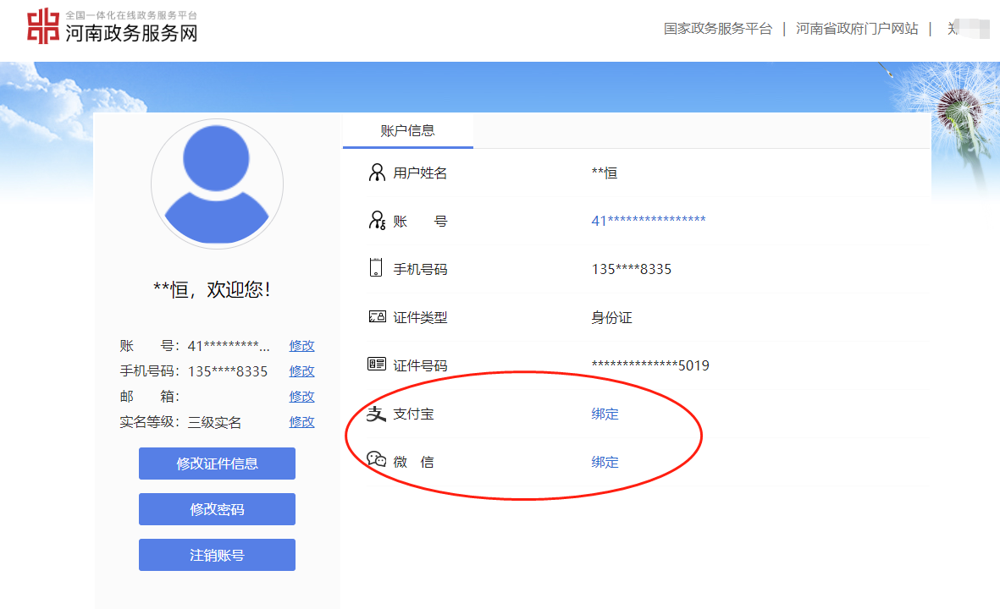 全国一体化在线政务服务平台
河南政务服务网
国家政务服务平台 | 河南省政府门户网站 |
**恒，欢迎您！
账 号： 41*********... 修改
手机号码： 135****8335 修改
邮 箱： 修改
实名等级： 三级实名 修改
修改证件信息
修改密码
注销账号
账户信息
用户姓名 **恒
账 号 41****************
手机号码 135****8335
证件类型 身份证
证件号码 **************5019
支付宝 绑定
微 信 绑定